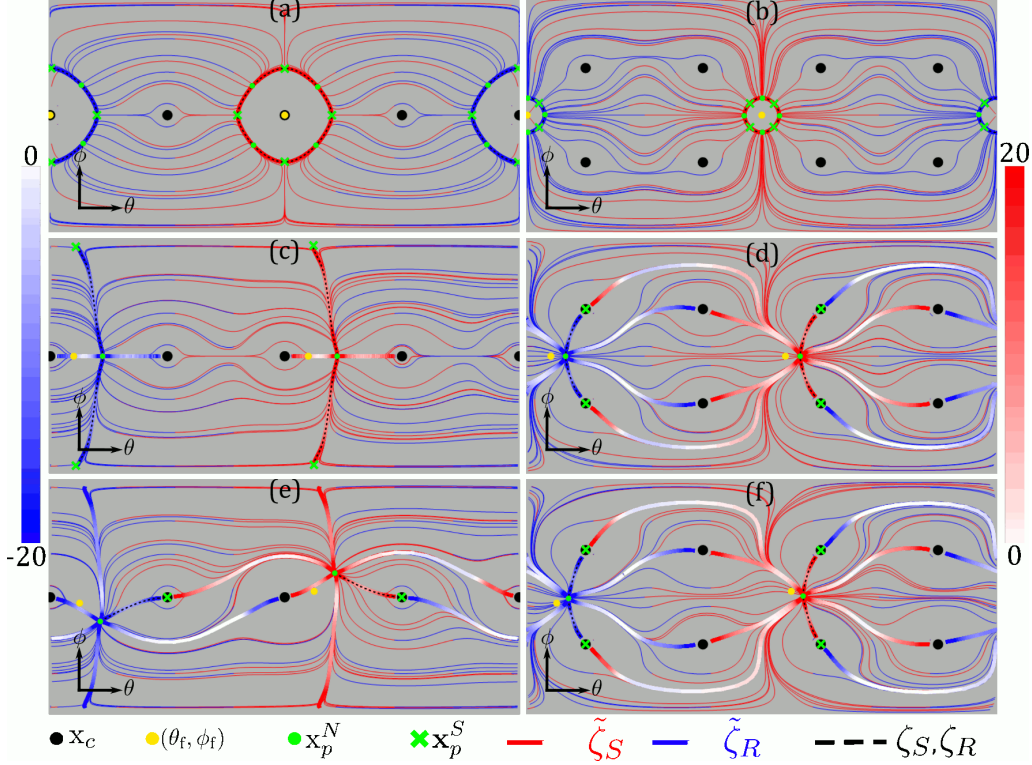 (a) (b)
ϕ θ ϕ θ
0 20
(c) (d)
ϕ θ ϕ θ
-20 0
(e) (f)
ϕ θ ϕ θ
x_c (θ_f, ϕ_f) x_p^N x_p^S ζ̃_S ζ̃_R ζ_S,ζ_R